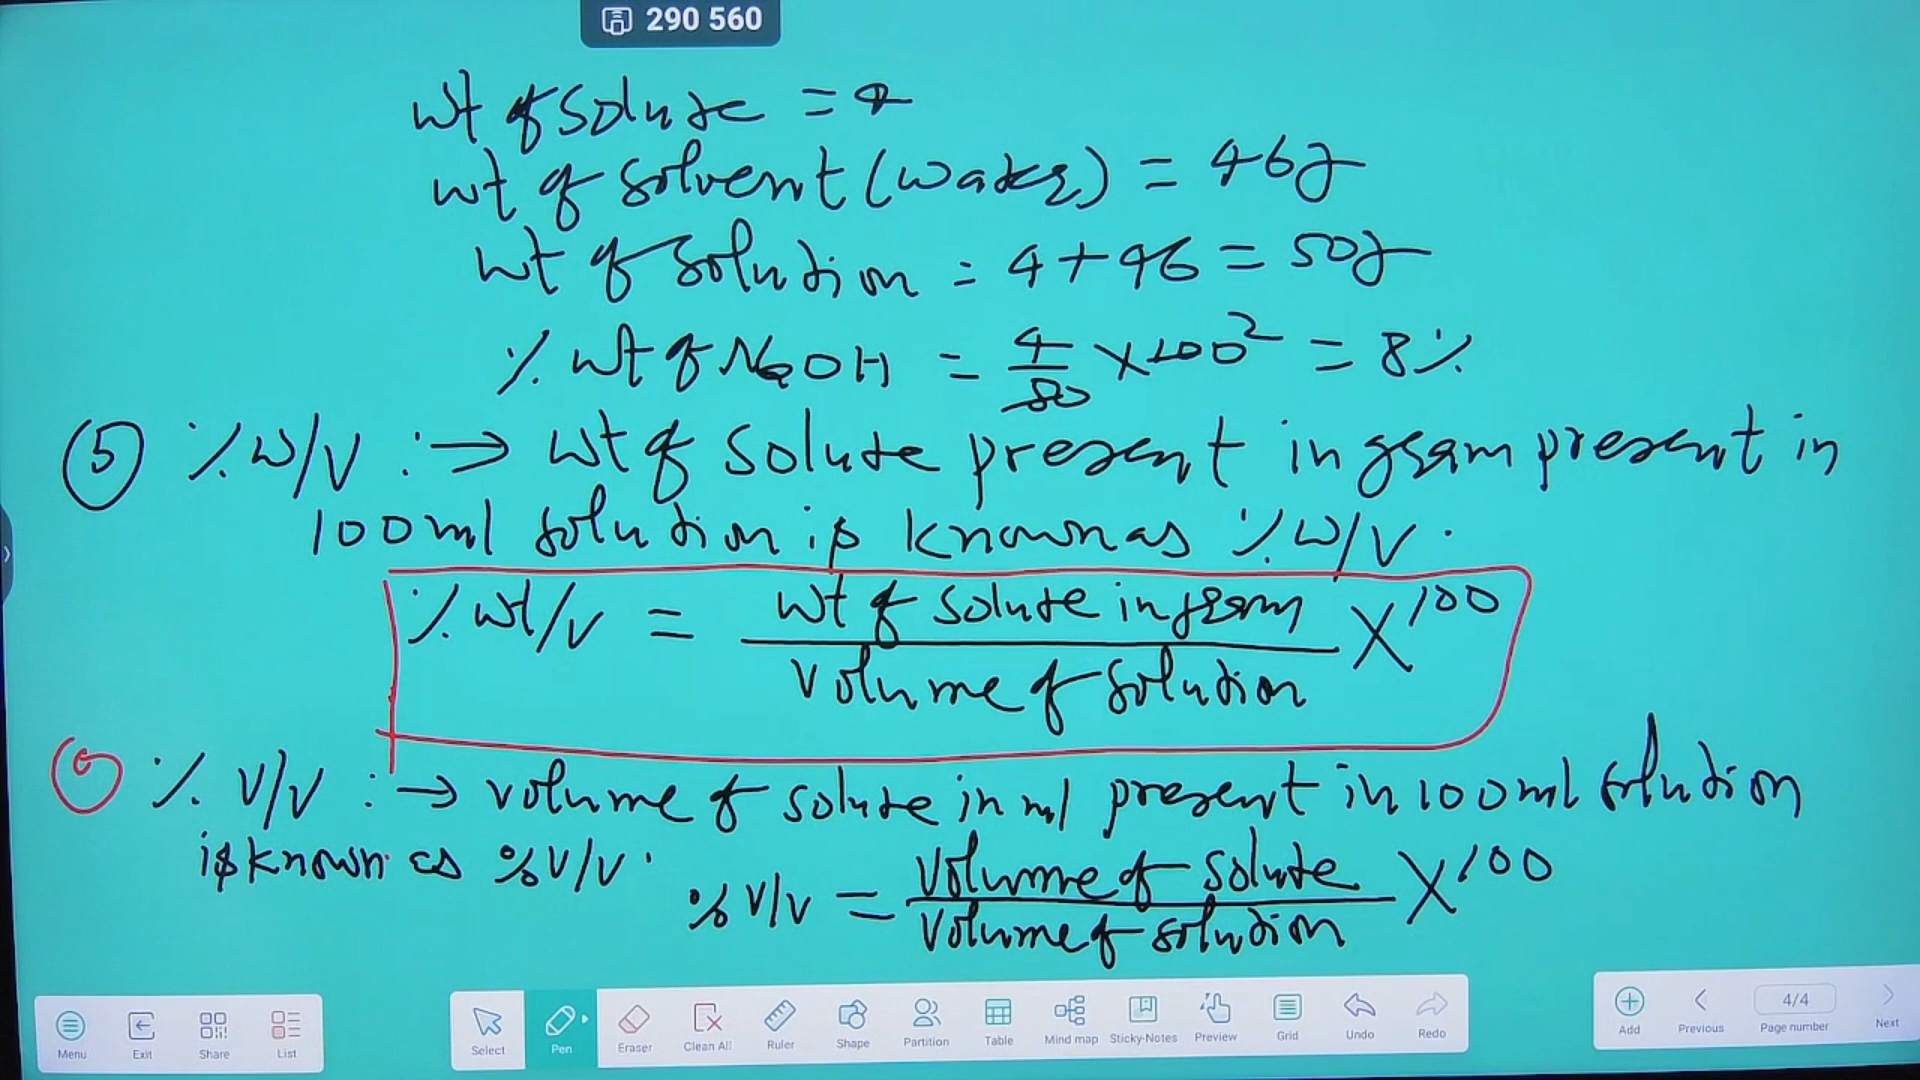 290 560
wt of solute = 4
wt of solvent (water) = 46g
wt of solution = 4+46 = 50g
% wt of NaOH = 4/50 × 100 2 = 8%
5 % w/v :→ wt of solute present in gram present in
100ml solution is known as % w/v.
% wt/v = wt of solute in gram / volume of solution × 100
6 % v/v :→ volume of solute in ml present in 100ml solution
is known as % v/v.
% v/v = volume of solute / volume of solution × 100
Menu Exit Share List Select Pen Eraser Clean All Ruler Shape Partition Table Mind map Sticky-Notes Preview Grid Undo Redo Add Previous 4/4 Page number Next